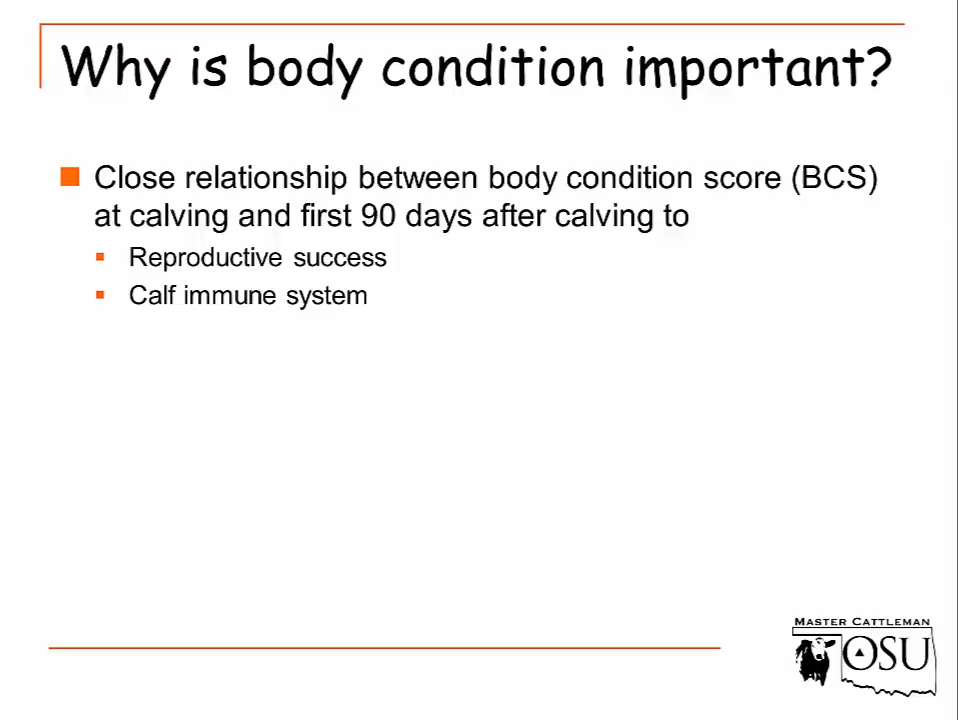 Why is body condition important?
Close relationship between body condition score (BCS)
at calving and first 90 days after calving to
Reproductive success
Calf immune system
MASTER CATTLEMAN
OSU